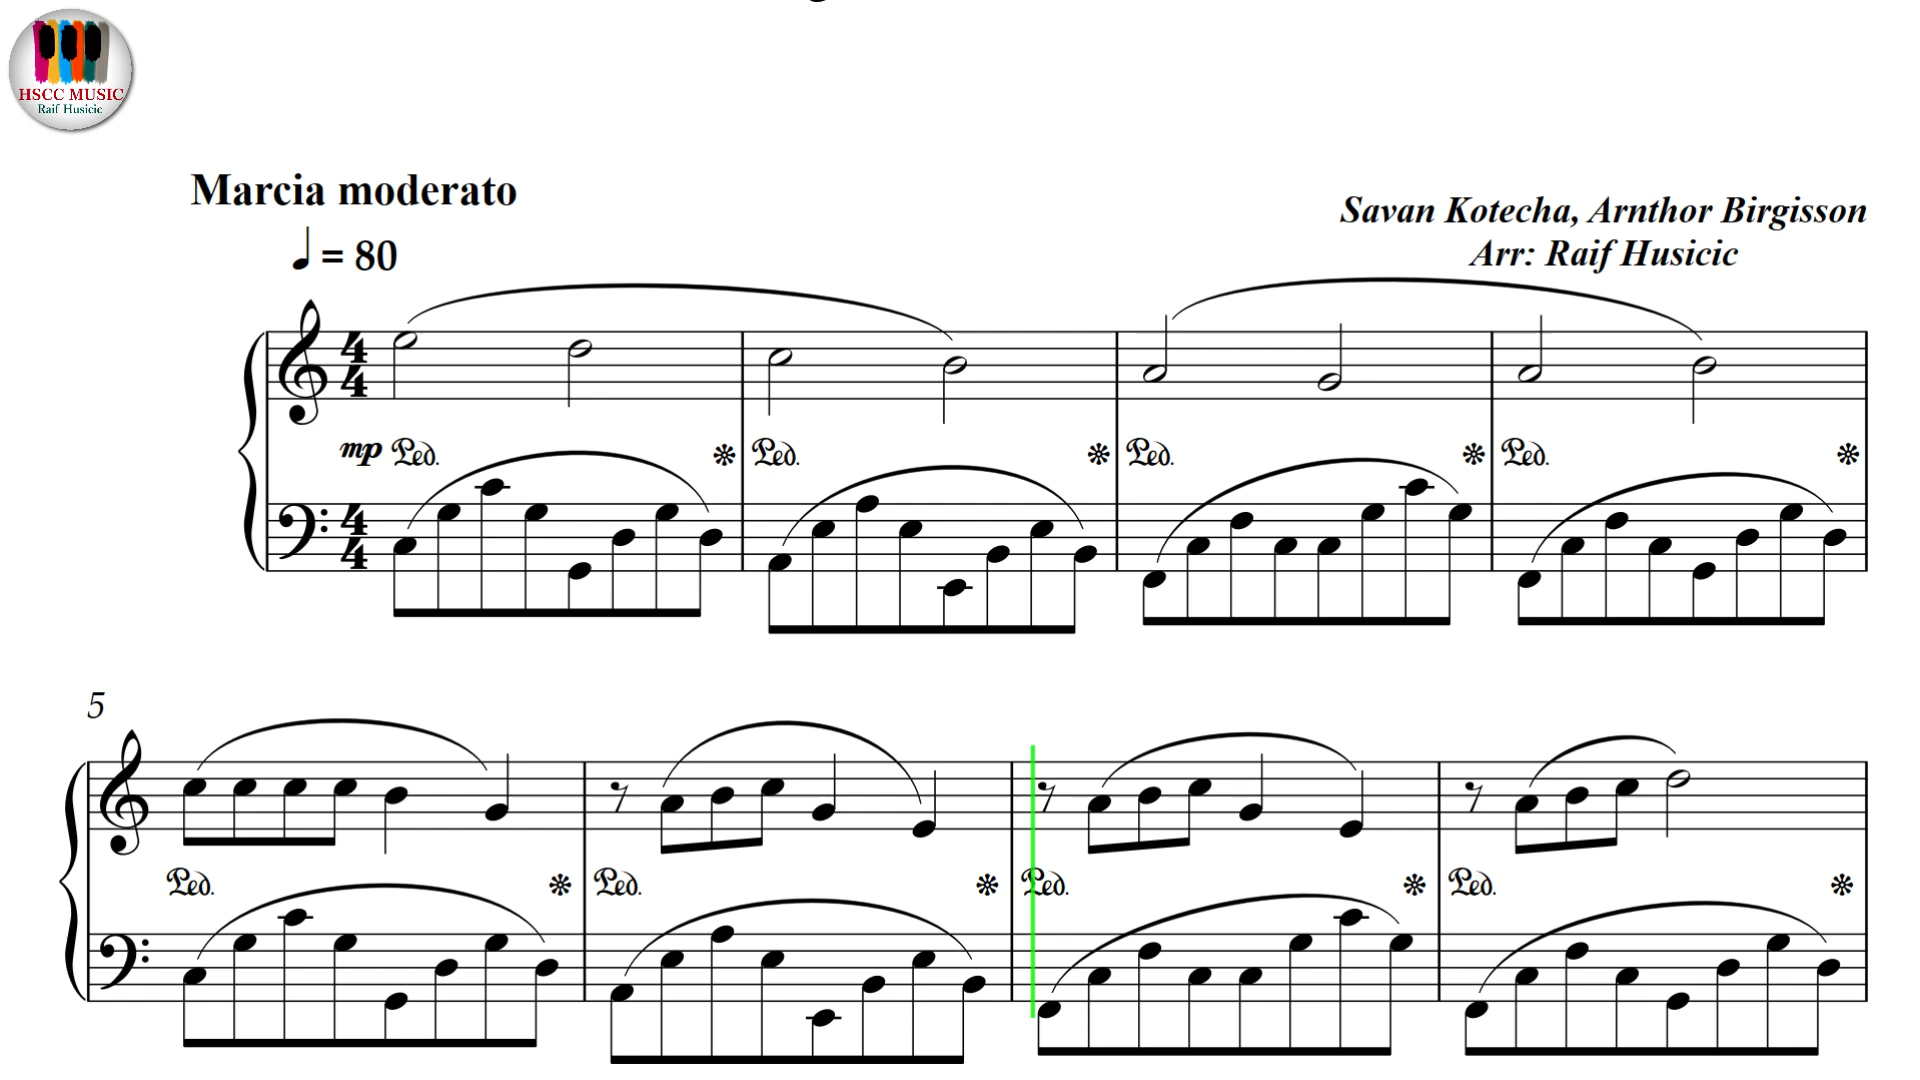 HSCC MUSIC
Raif Husicic
Marcia moderato
= 80
Savan Kotecha, Arnthor Birgisson
Arr: Raif Husicic
4
4
mp Ped. Ped. Ped. Ped.
4
4
5
Ped. Ped. Ped. Ped.